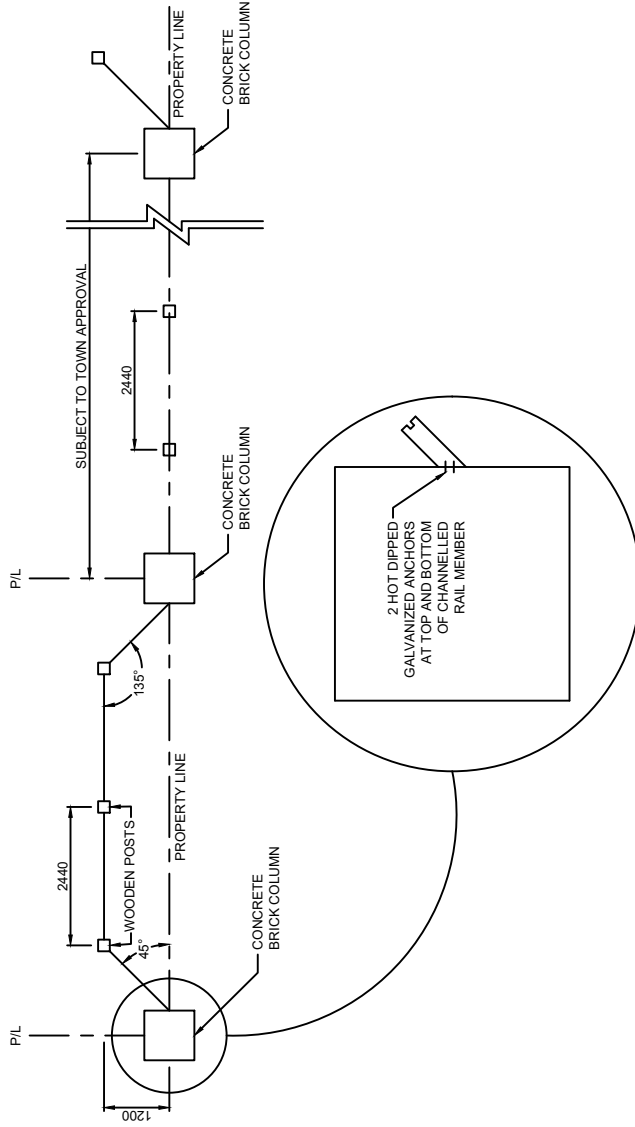 P/L
1200
45°
2440
WOODEN POSTS
PROPERTY LINE
CONCRETE
BRICK COLUMN
135°
P/L
CONCRETE
BRICK COLUMN
2440
SUBJECT TO TOWN APPROVAL
PROPERTY LINE
CONCRETE
BRICK COLUMN
2 HOT DIPPED
GALVANIZED ANCHORS
AT TOP AND BOTTOM
OF CHANNELLED
RAIL MEMBER